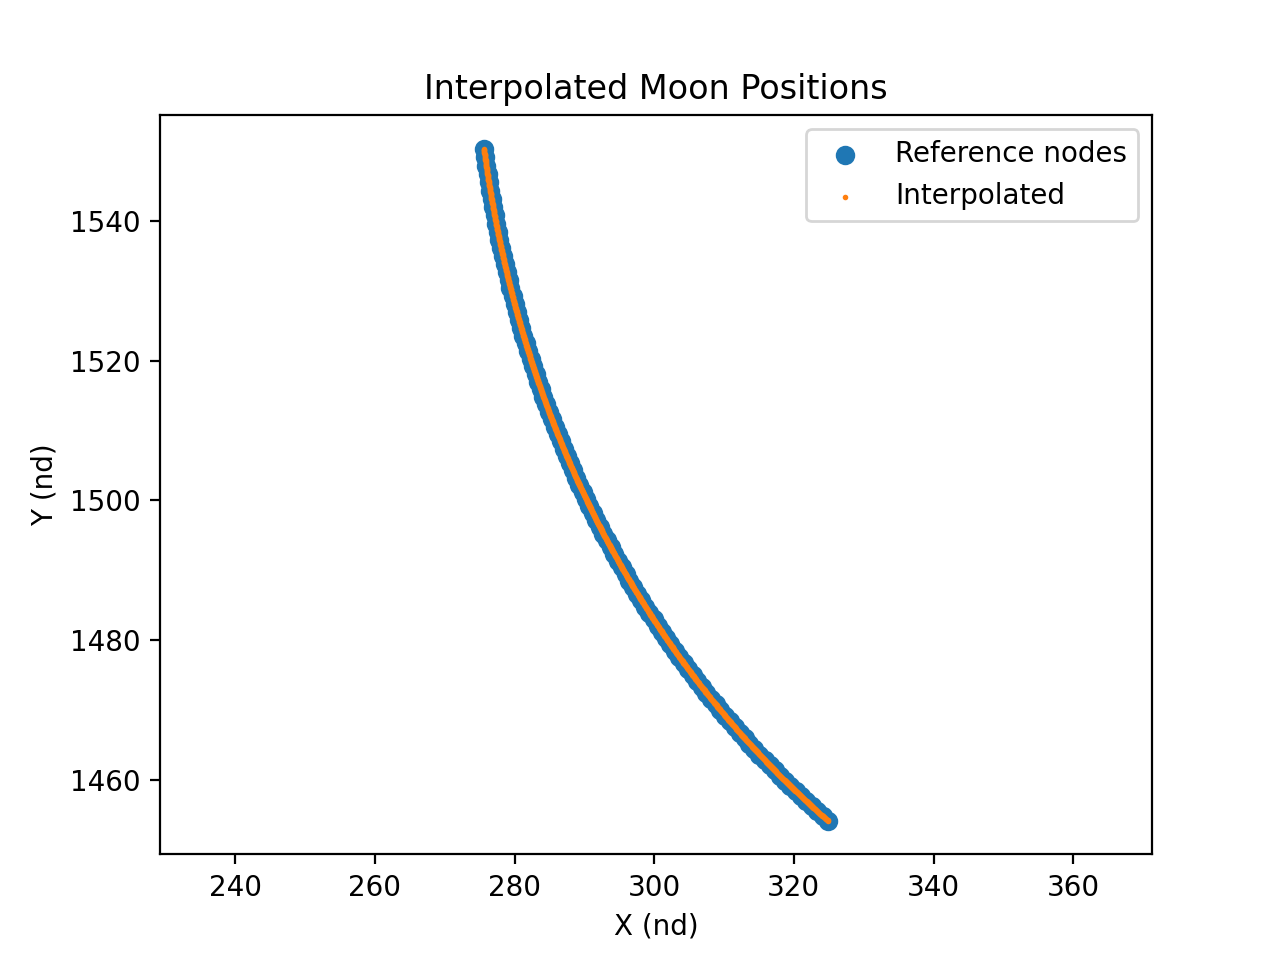 Interpolated Moon Positions
Reference nodes
Interpolated
1540
1520
1500
1480
1460
Y (nd)
240 260 280 300 320 340 360
X (nd)